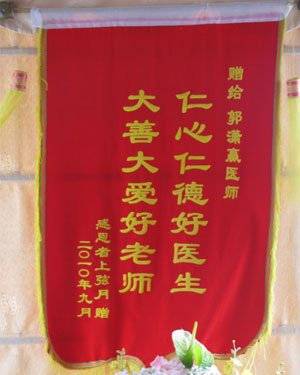 赠给 郭潇赢医师
仁心仁德好医生
大善大爱好老师
感恩者上弦月 赠
二〇一〇年九月